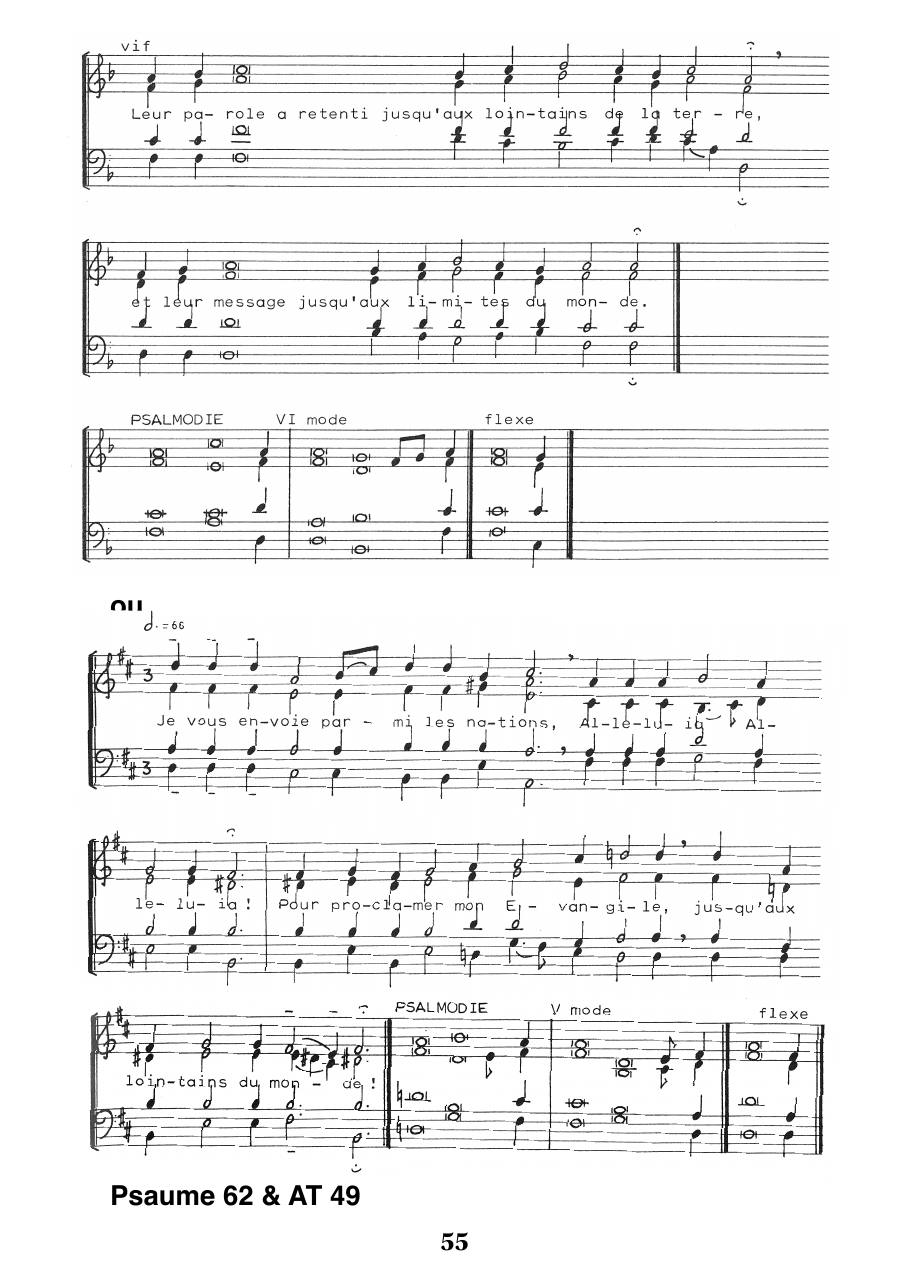 vif
Leur pa- role a retenti jusqu'aux loin-tains de la ter - re,
et leur message jusqu'aux li-mi-tes du mon-de.
PSALMODIE VI mode flexe
ou
=66
3
Je vous en-voie par - mi les na-tions, Al-le-lu- ia Al-
3
le- lu- ia! Pour pro-cla-mer mon E - van-gi-le, jus-qu'aux
PSALMODIE V mode flexe
loin-tains du mon - de!
Psaume 62 & AT 49
55